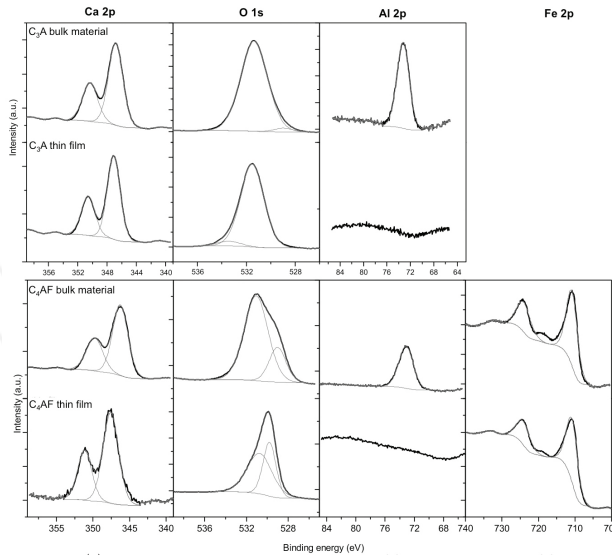 Ca 2p O 1s Al 2p Fe 2p
C₃A bulk material
C₃A thin film
Intensity (a.u.)
356 352 348 344 340 536 532 528 84 80 76 72 68 64
C₄AF bulk material
C₄AF thin film
Intensity (a.u.)
355 350 345 340 536 532 528 84 80 76 72 68 64 740 730 720 710 700
Binding energy (eV)